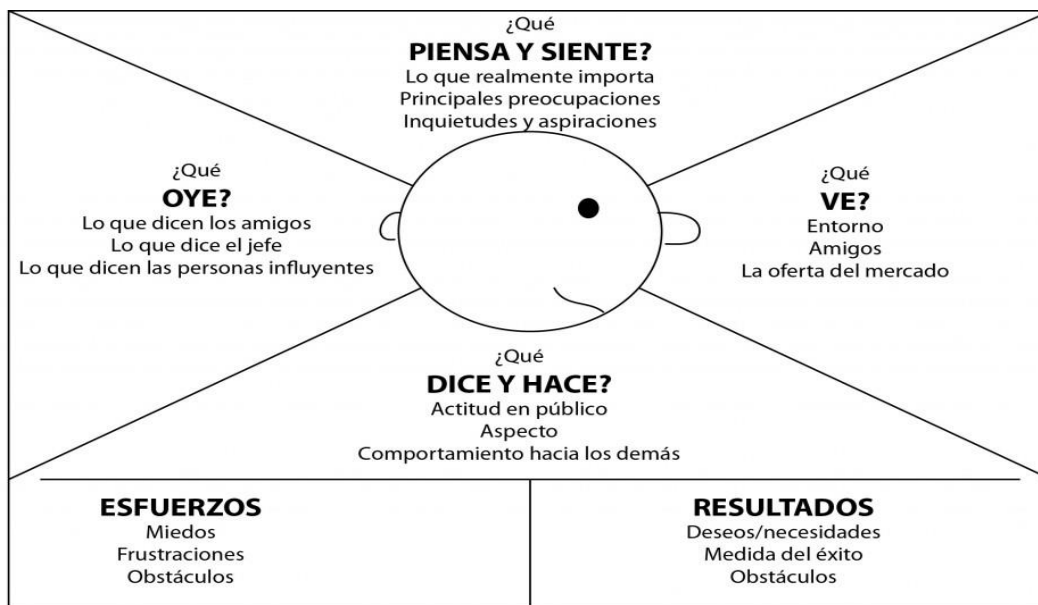 ¿Qué
PIENSA Y SIENTE?
Lo que realmente importa
Principales preocupaciones
Inquietudes y aspiraciones
¿Qué
OYE?
Lo que dicen los amigos
Lo que dice el jefe
Lo que dicen las personas influyentes
¿Qué
VE?
Entorno
Amigos
La oferta del mercado
¿Qué
DICE Y HACE?
Actitud en público
Aspecto
Comportamiento hacia los demás
ESFUERZOS
Miedos
Frustraciones
Obstáculos
RESULTADOS
Deseos/necesidades
Medida del éxito
Obstáculos